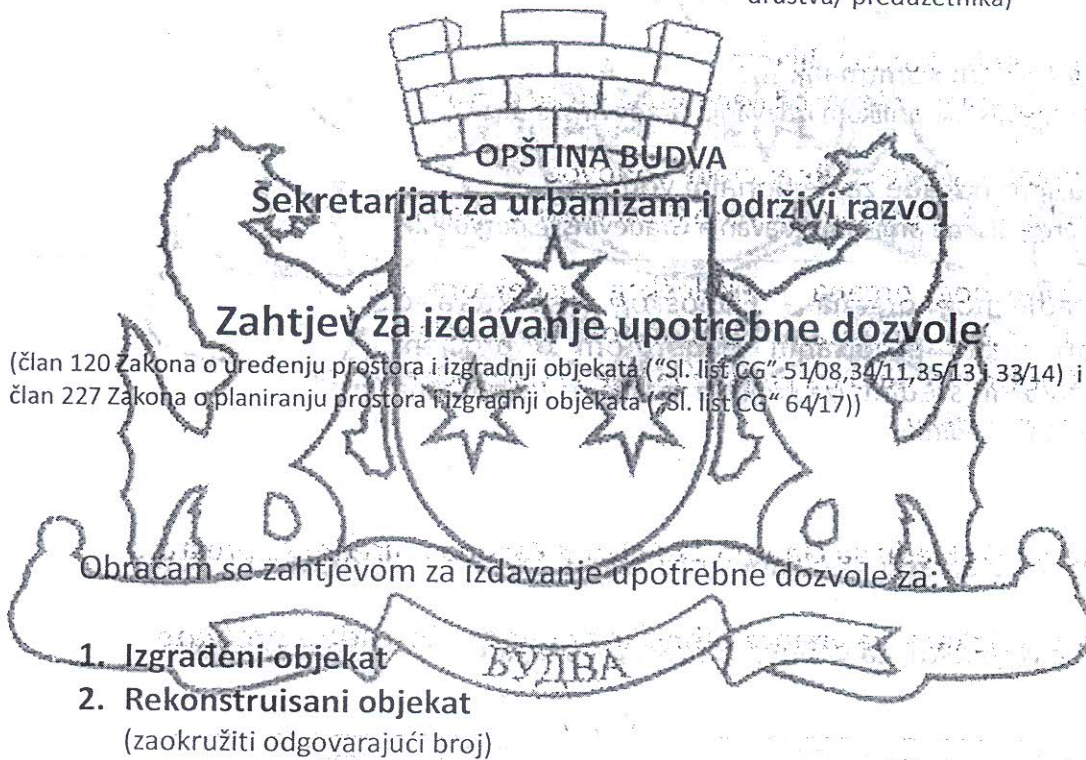 društva/ preduzetnika)
OPŠTINA BUDVA
Sekretarijat za urbanizam i održivi razvoj
Zahtjev za izdavanje upotrebne dozvole
(član 120 Zakona o uređenju prostora i izgradnji objekata ("Sl. list CG" 51/08,34/11,35/13 i 33/14) i
član 227 Zakona o planiranju prostora i izgradnji objekata ("Sl. list CG" 64/17))
Obraćam se zahtjevom za izdavanje upotrebne dozvole za:
1. Izgrađeni objekat
БУДВА
2. Rekonstruisani objekat
(zaokružiti odgovarajući broj)